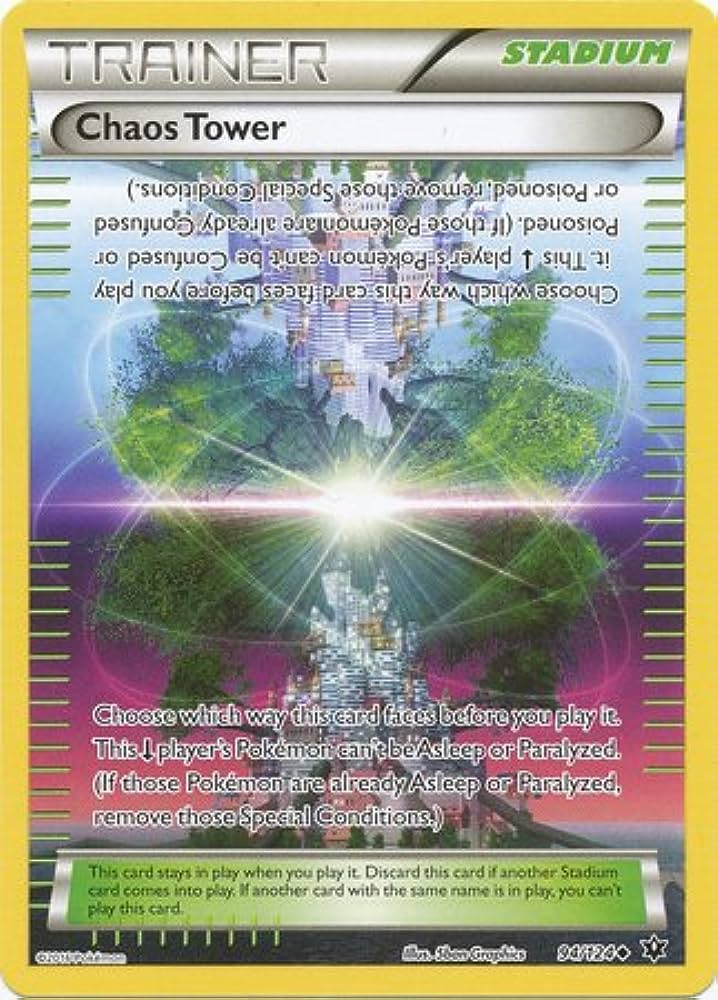 TRAINER
STADIUM
Chaos Tower
Choose which way this card faces before you play
it. This ↓ player's Pokémon can't be Confused or
Poisoned. (If those Pokémon are already Confused
or Poisoned, remove those Special Conditions.)
Choose which way this card faces before you play it.
This ↓ player's Pokémon can't be Asleep or Paralyzed.
(If those Pokémon are already Asleep or Paralyzed,
remove those Special Conditions.)
This card stays in play when you play it. Discard this card if another Stadium
card comes into play. If another card with the same name is in play, you can't
play this card.
©2015 Pokémon
Illus. 5ban Graphics
94/124